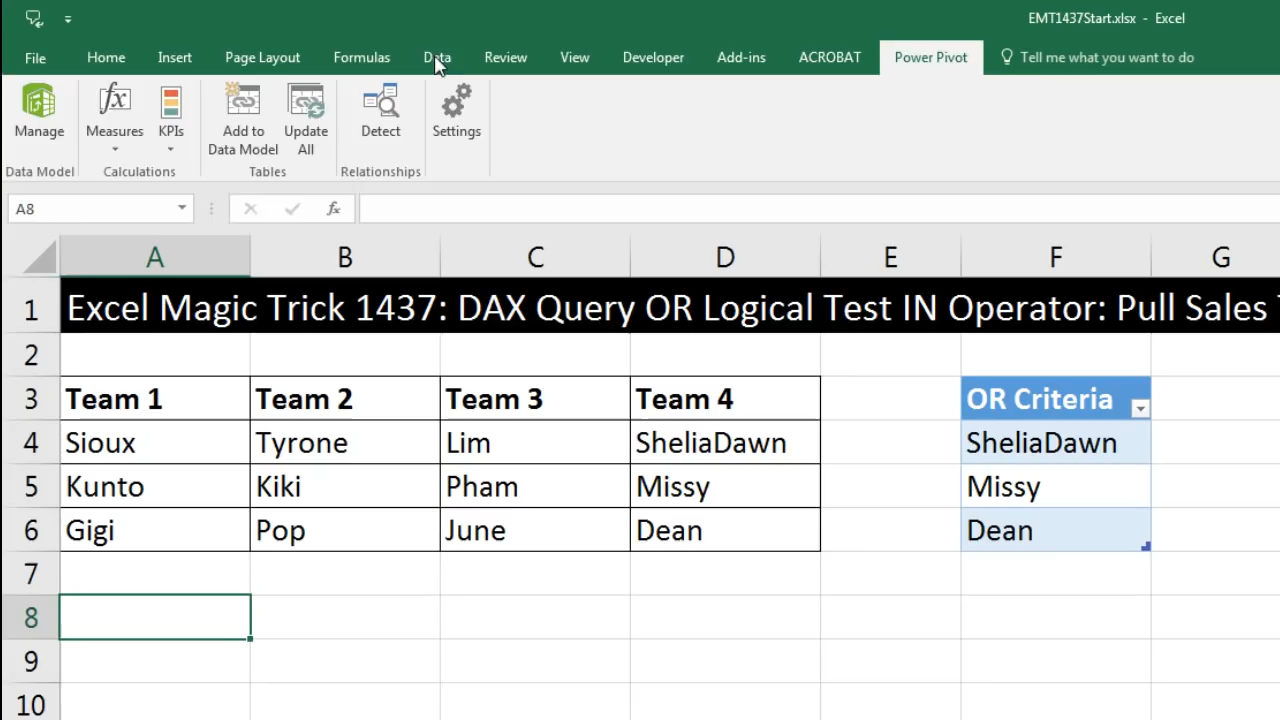 EMT1437Start.xlsx - Excel
File Home Insert Page Layout Formulas Data Review View Developer Add-ins ACROBAT Power Pivot Tell me what you want to do
Manage Measures KPIs Add to Data Model Update All Detect Settings
Data Model Calculations Tables Relationships
A8 fx
A B C D E F G
1 Excel Magic Trick 1437: DAX Query OR Logical Test IN Operator: Pull Sales
2
3 Team 1 Team 2 Team 3 Team 4 OR Criteria
4 Sioux Tyrone Lim SheliaDawn SheliaDawn
5 Kunto Kiki Pham Missy Missy
6 Gigi Pop June Dean Dean
7
8
9
10